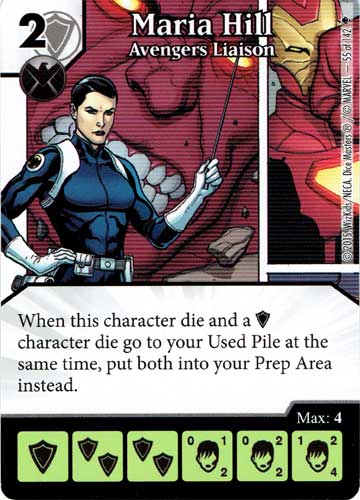 2
Maria Hill
Avengers Liaison
©2015 WizKids/NECA. Dice Masters ® // ©MARVEL — 55 of 142
When this character die and a
character die go to your Used Pile at the
same time, put both into your Prep Area
instead.
Max: 4
0 1 2
0 2 2
1 2 4